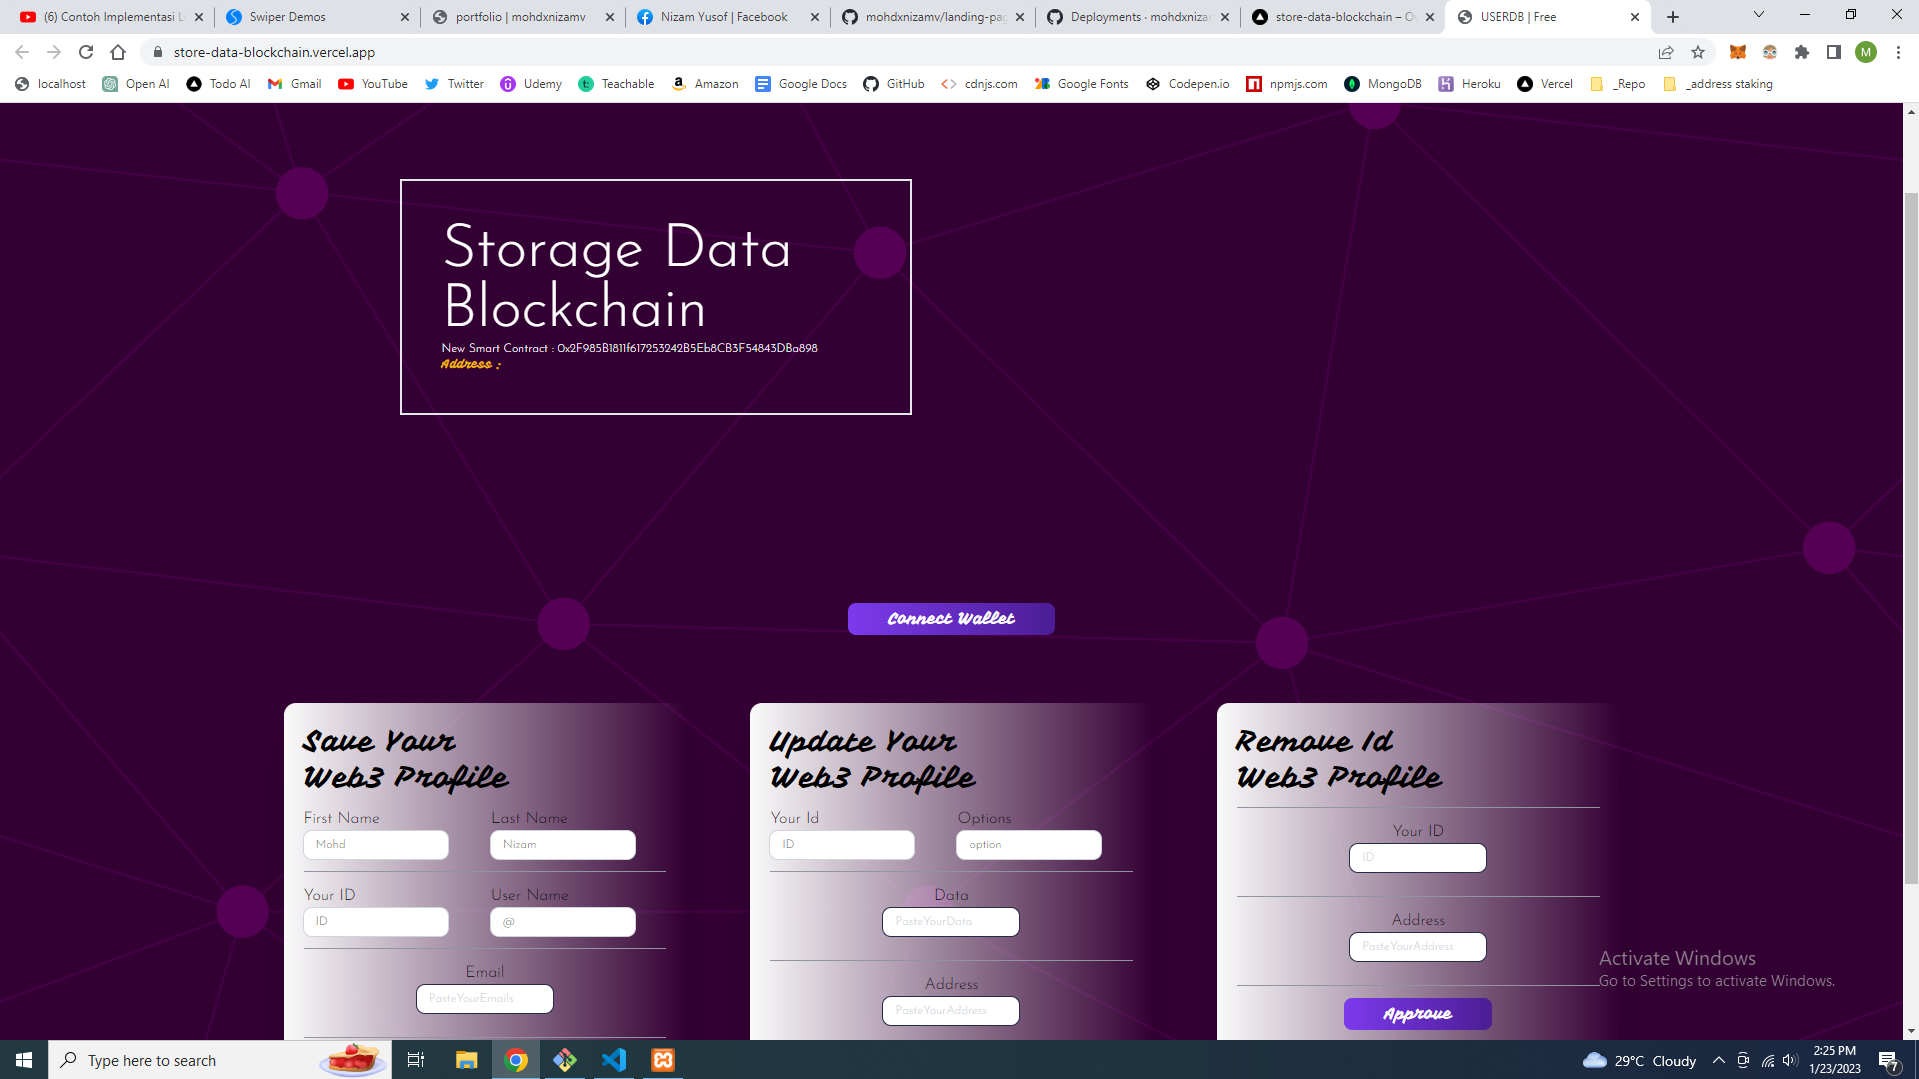 (6) Contoh Implementasi L
Swiper Demos
portfolio | mohdxnizamv
Nizam Yusof | Facebook
mohdxnizamv/landing-pag
Deployments · mohdxniza
store-data-blockchain – Ov
USERDB | Free
store-data-blockchain.vercel.app
M
localhost
Open AI
Todo AI
Gmail
YouTube
Twitter
Udemy
Teachable
Amazon
Google Docs
GitHub
cdnjs.com
Google Fonts
Codepen.io
npmjs.com
MongoDB
Heroku
Vercel
_Repo
_address staking
Storage Data
Blockchain
New Smart Contract : 0x2F985B1811f617253242B5Eb8CB3F54843DBa898
Address :
Connect Wallet
Save Your
Web3 Profile
First Name
Last Name
Mohd
Nizam
Your ID
User Name
ID
@
Email
PasteYourEmails
Update Your
Web3 Profile
Your Id
Options
ID
option
Data
PasteYourData
Address
PasteYourAddress
Remove Id
Web3 Profile
Your ID
ID
Address
PasteYourAddress
Approve
Activate Windows
Go to Settings to activate Windows.
Type here to search
29°C Cloudy
2:25 PM
1/23/2023
7